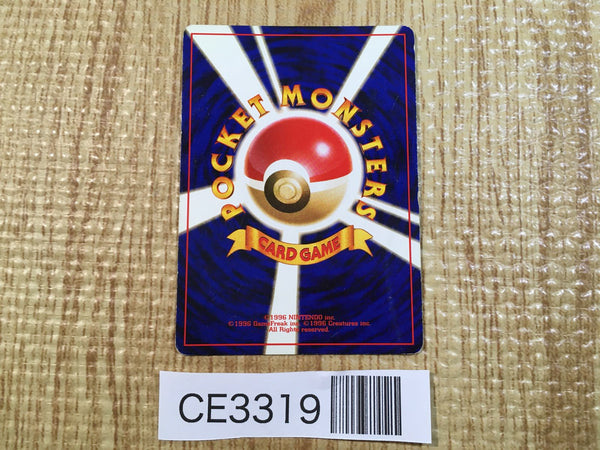 POCKET MONSTERS
CARD GAME
©1996 NINTENDO inc.
©1996 GameFreak inc. ©1996 Creatures inc.
All Rights reserved.
CE3319